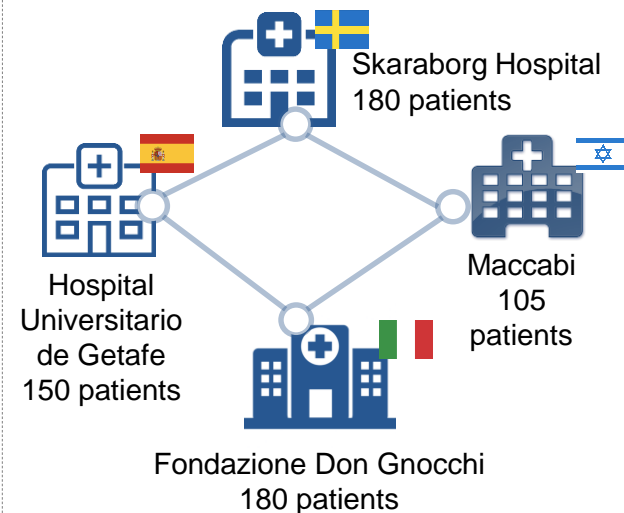 Skaraborg Hospital
180 patients
Hospital
Universitario
de Getafe
150 patients
Maccabi
105
patients
Fondazione Don Gnocchi
180 patients